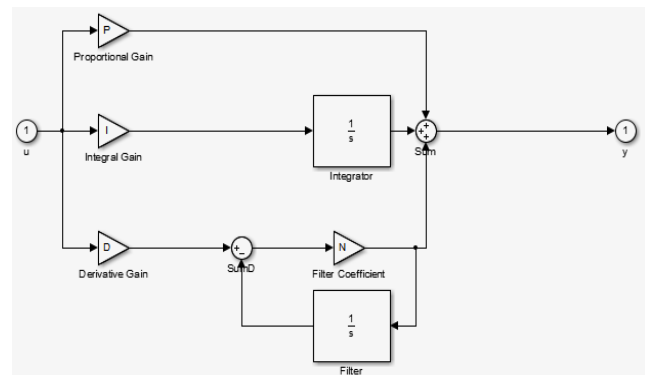 P
Proportional Gain
1
u
I
Integral Gain
1
s
Integrator
+
+
+
Sum
1
y
D
Derivative Gain
+
−
SumD
N
Filter Coefficient
1
s
Filter